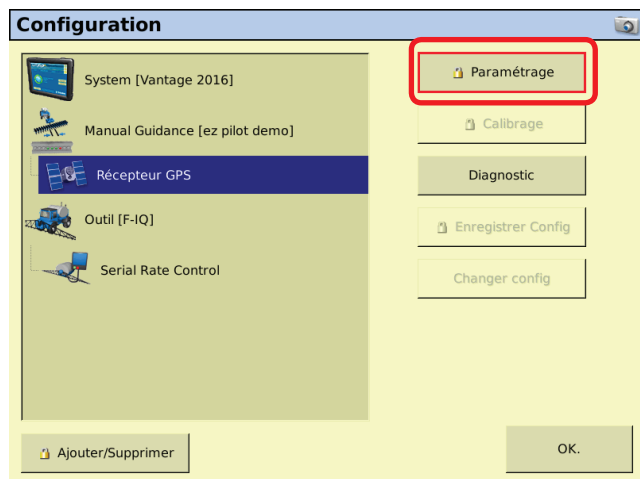 Configuration
System [Vantage 2016]
Manual Guidance [ez pilot demo]
Récepteur GPS
Outil [F-IQ]
Serial Rate Control
Paramétrage
Calibrage
Diagnostic
Enregistrer Config
Changer config
Ajouter/Supprimer
OK.